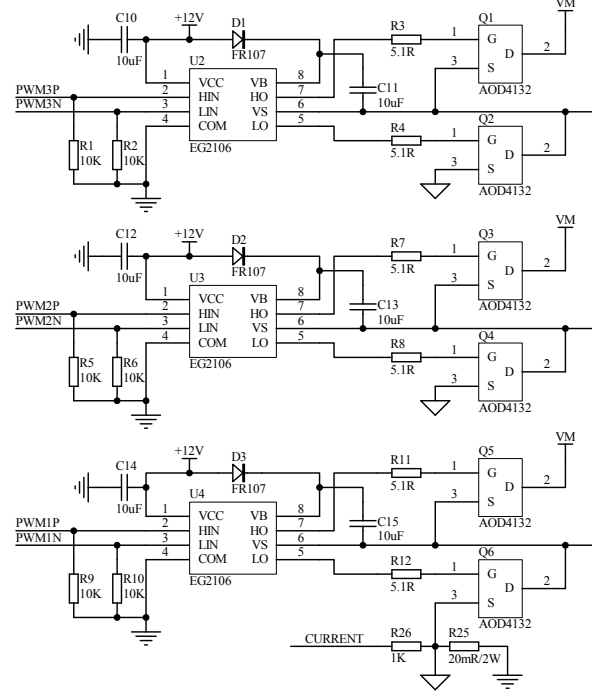 VM
C10
+12V
D1
R3
Q1
10uF
FR107
5.1R
1
G
D
2
3
S
AOD4132
U2
1 VCC VB 8
PWM3P 2 HIN HO 7
PWM3N 3 LIN VS 6
4 COM LO 5
EG2106
C11
10uF
R1
10K
R2
10K
R4
5.1R
Q2
1
G
D
2
3
S
AOD4132
VM
C12
+12V
D2
R7
Q3
10uF
FR107
5.1R
1
G
D
2
3
S
AOD4132
U3
1 VCC VB 8
PWM2P 2 HIN HO 7
PWM2N 3 LIN VS 6
4 COM LO 5
EG2106
C13
10uF
R5
10K
R6
10K
R8
5.1R
Q4
1
G
D
2
3
S
AOD4132
VM
C14
+12V
D3
R11
Q5
10uF
FR107
5.1R
1
G
D
2
3
S
AOD4132
U4
1 VCC VB 8
PWM1P 2 HIN HO 7
PWM1N 3 LIN VS 6
4 COM LO 5
EG2106
C15
10uF
R9
10K
R10
10K
R12
5.1R
Q6
1
G
D
2
3
S
AOD4132
CURRENT
R26
1K
R25
20mR/2W